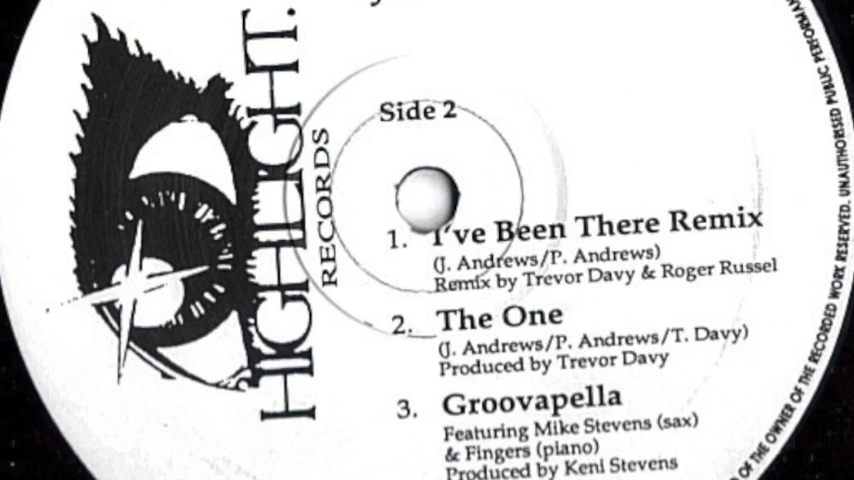 HIGHLIGHT.
RECORDS
Side 2
1. I've Been There Remix
(J. Andrews/P. Andrews)
Remix by Trevor Davy & Roger Russel
2. The One
(J. Andrews/P. Andrews/T. Davy)
Produced by Trevor Davy
3. Groovapella
Featuring Mike Stevens (sax)
& Fingers (piano)
Produced by Keni Stevens
OF THE OWNER OF THE RECORDED WORK RESERVED. UNAUTHORISED PUBLIC